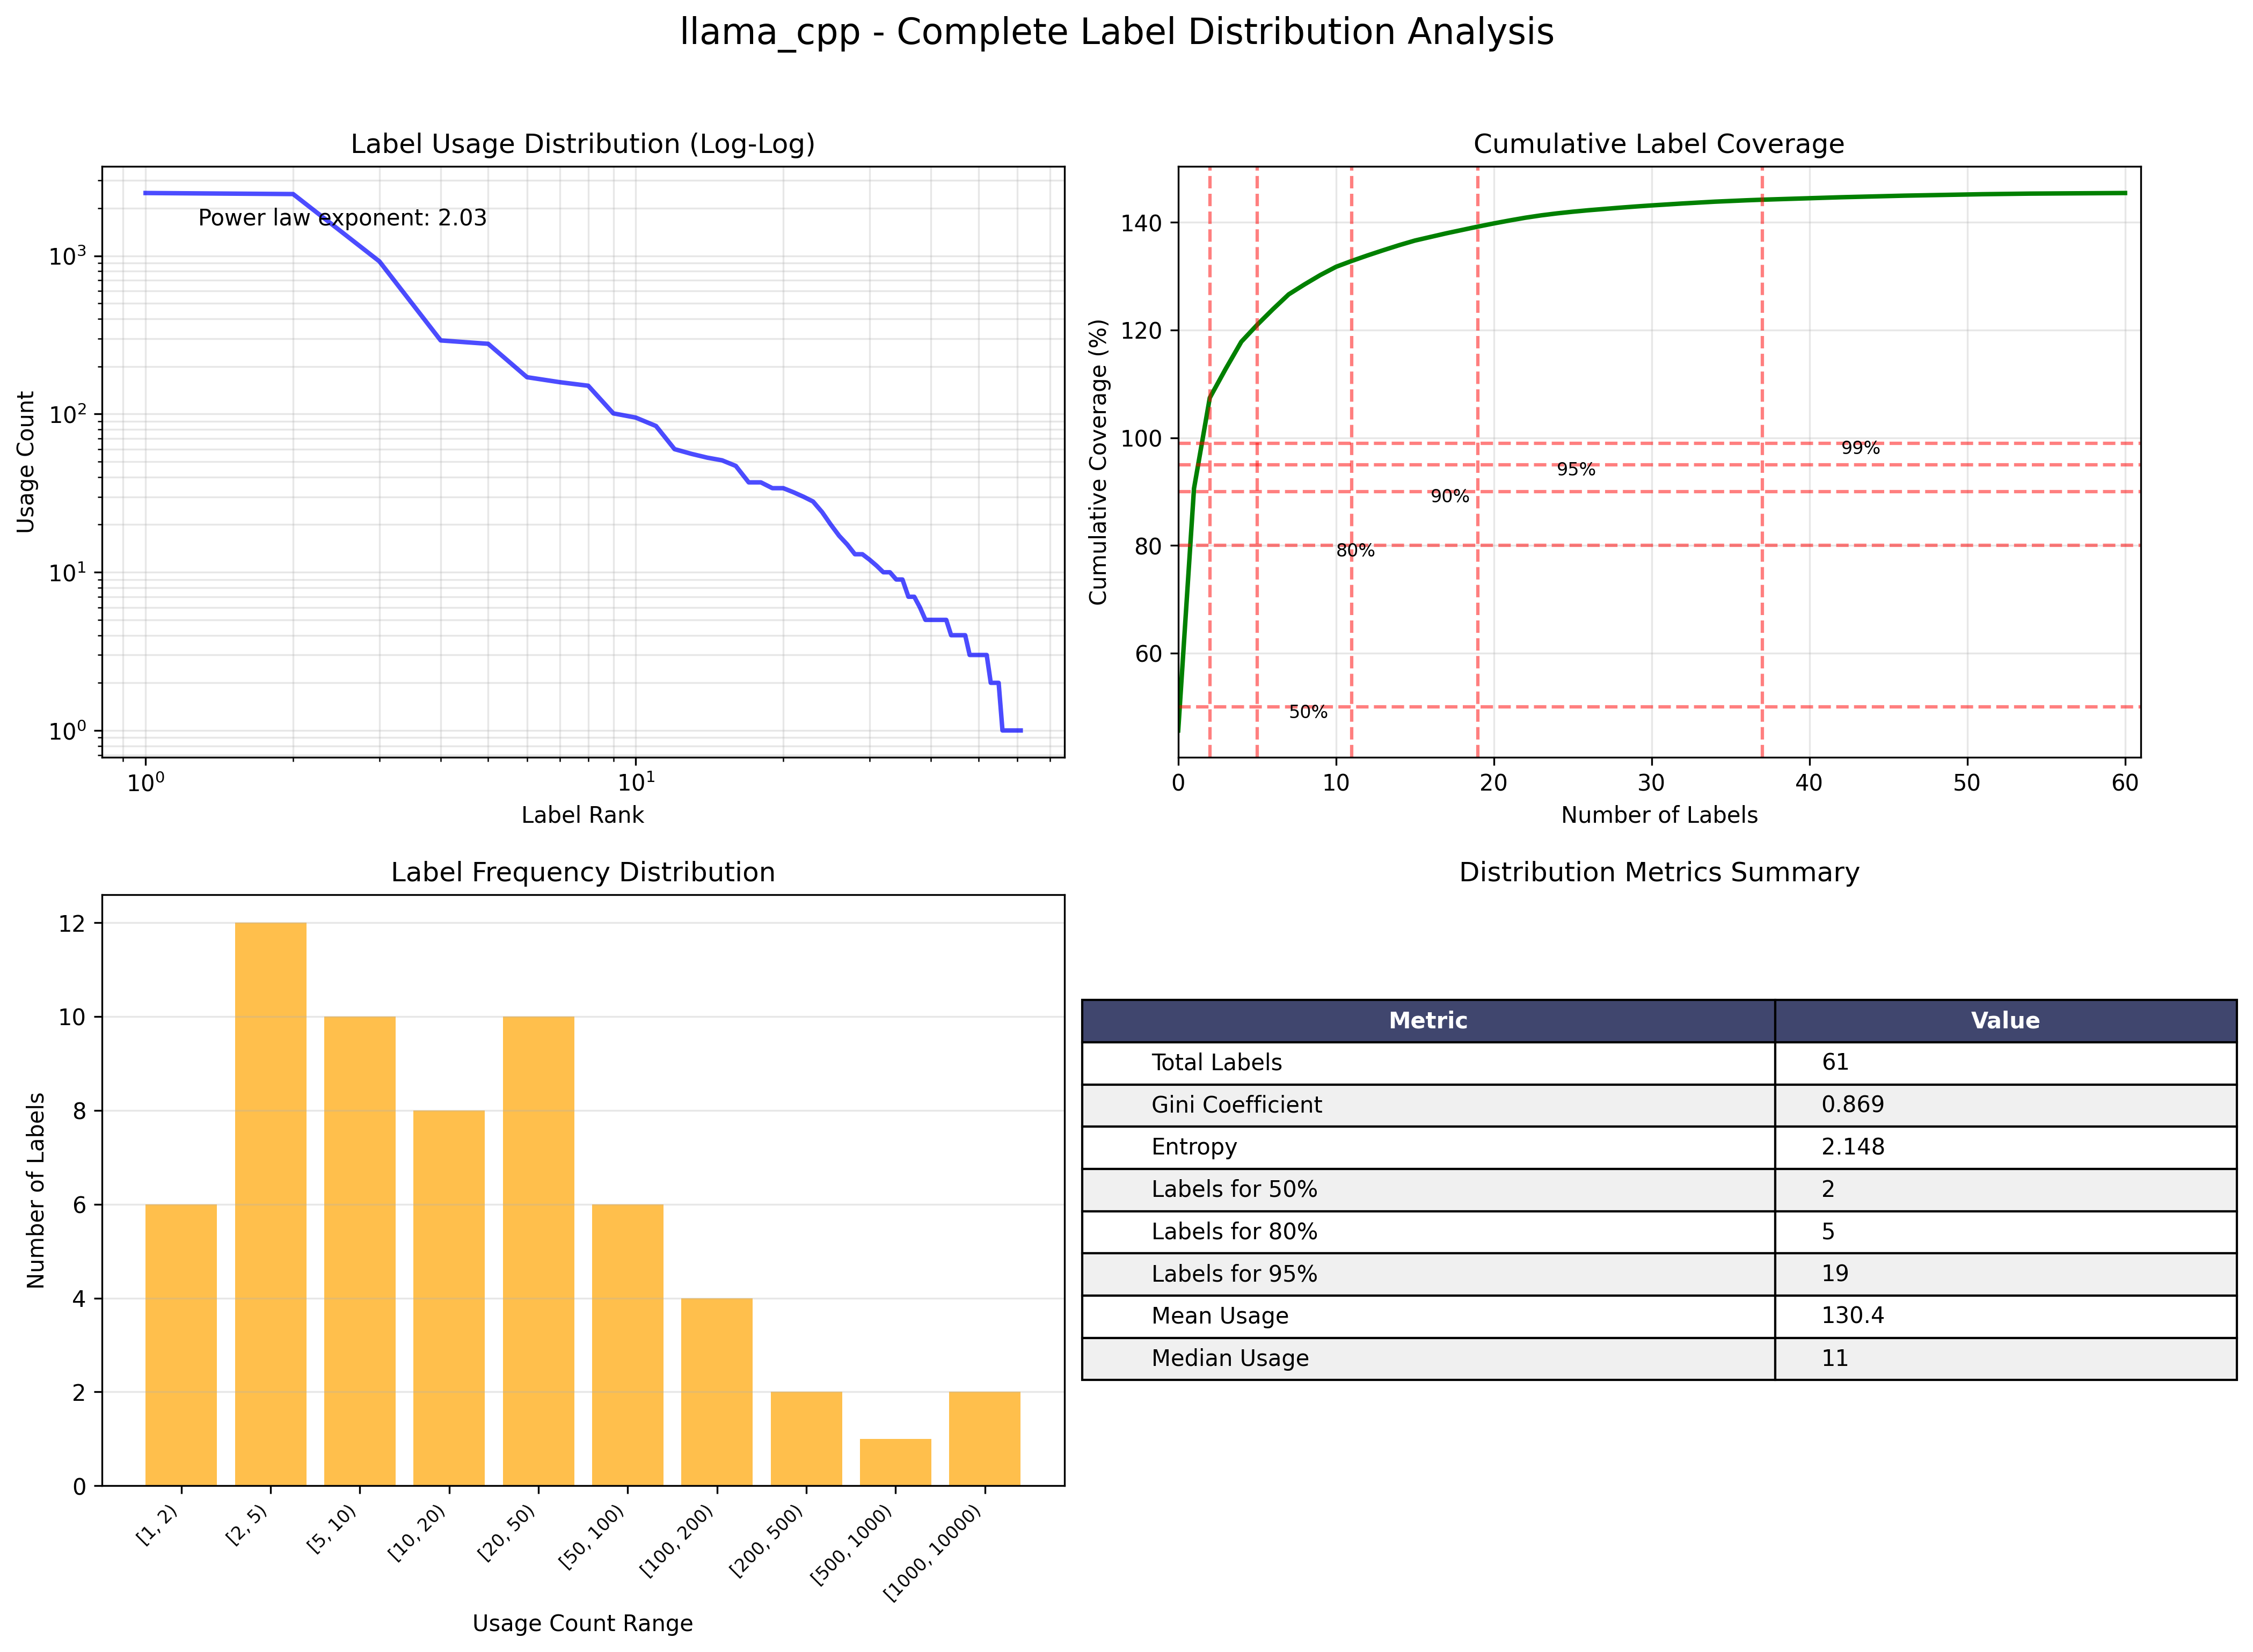 llama_cpp - Complete Label Distribution Analysis
Label Usage Distribution (Log-Log)
Power law exponent: 2.03
10³
10²
10¹
10⁰
Usage Count
10⁰ 10¹
Label Rank
Cumulative Label Coverage
140
120
100
80
60
Cumulative Coverage (%)
99%
95%
90%
80%
50%
0 10 20 30 40 50 60
Number of Labels
Label Frequency Distribution
12
10
8
6
4
2
0
Number of Labels
[1, 2) [2, 5) [5, 10) [10, 20) [20, 50) [50, 100) [100, 200) [200, 500) [500, 1000) [1000, 10000)
Usage Count Range
Distribution Metrics Summary
Metric Value
Total Labels 61
Gini Coefficient 0.869
Entropy 2.148
Labels for 50% 2
Labels for 80% 5
Labels for 95% 19
Mean Usage 130.4
Median Usage 11